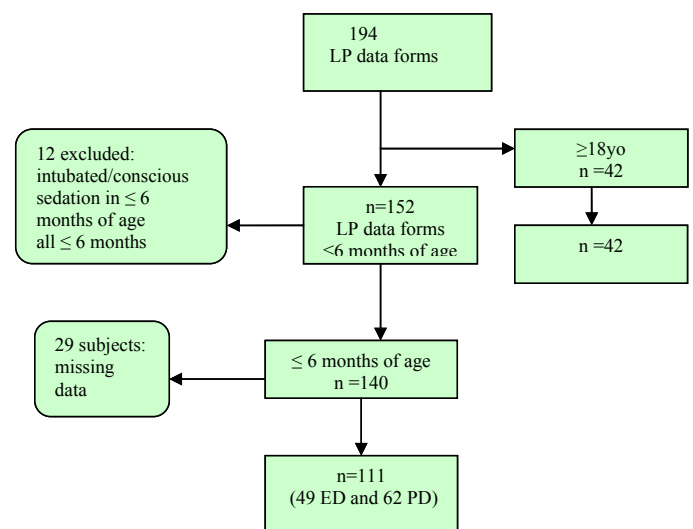 194
LP data forms
12 excluded:
intubated/conscious
sedation in ≤ 6
months of age
all ≤ 6 months
≥18yo
n =42
n=152
LP data forms
<6 months of age
n =42
29 subjects:
missing
data
≤ 6 months of age
n =140
n=111
(49 ED and 62 PD)